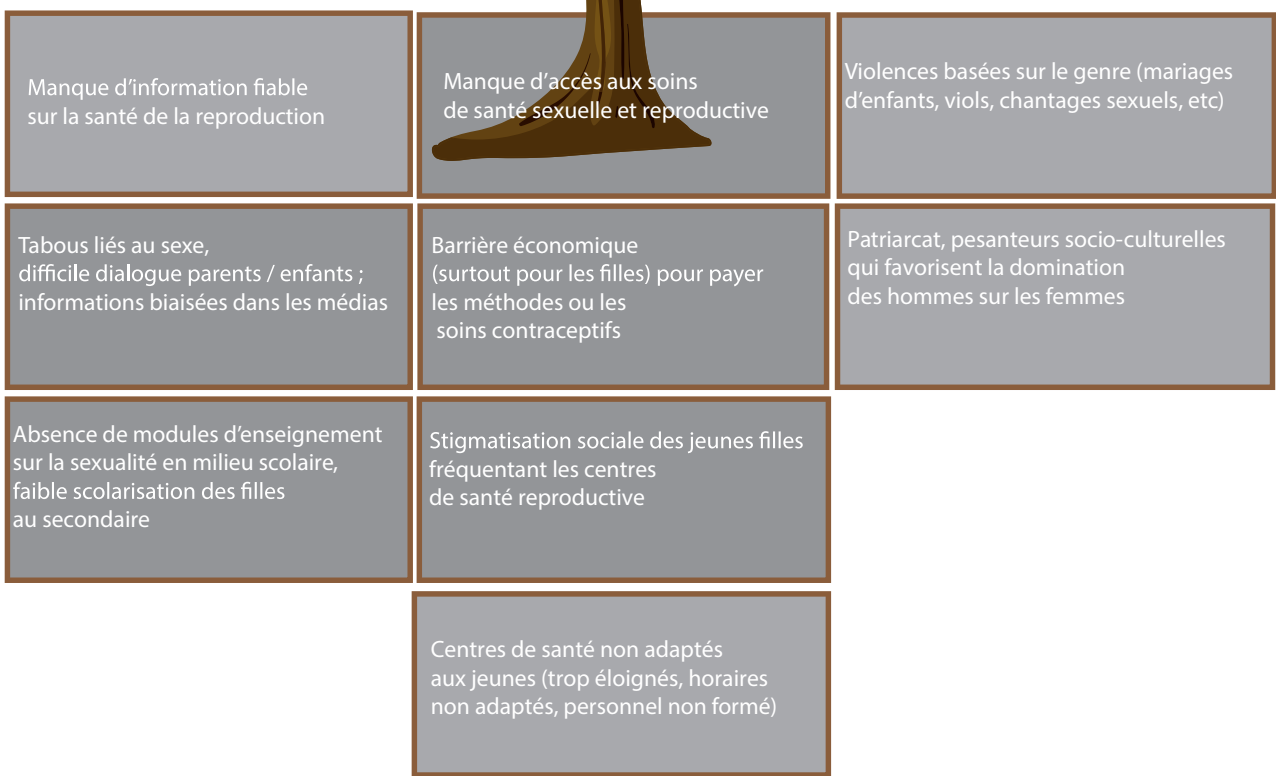 Manque d'information fiable
sur la santé de la reproduction
Manque d'accès aux soins
de santé sexuelle et reproductive
Violences basées sur le genre (mariages
d'enfants, viols, chantages sexuels, etc)
Tabous liés au sexe,
difficile dialogue parents / enfants ;
informations biaisées dans les médias
Barrière économique
(surtout pour les filles) pour payer
les méthodes ou les
soins contraceptifs
Patriarcat, pesanteurs socio-culturelles
qui favorisent la domination
des hommes sur les femmes
Absence de modules d'enseignement
sur la sexualité en milieu scolaire,
faible scolarisation des filles
au secondaire
Stigmatisation sociale des jeunes filles
fréquentant les centres
de santé reproductive
Centres de santé non adaptés
aux jeunes (trop éloignés, horaires
non adaptés, personnel non formé)